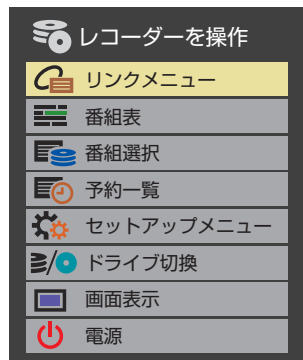 レコーダーを操作
リンクメニュー
番組表
番組選択
予約一覧
セットアップメニュー
ドライブ切換
画面表示
電源